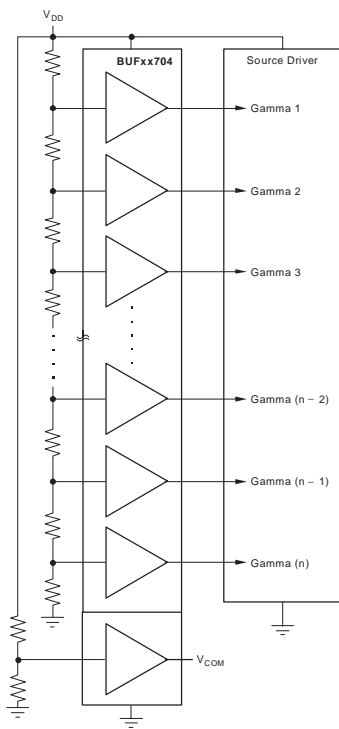 V_DD
BUFxx704
Source Driver
Gamma 1
Gamma 2
Gamma 3
Gamma (n − 2)
Gamma (n − 1)
Gamma (n)
V_COM